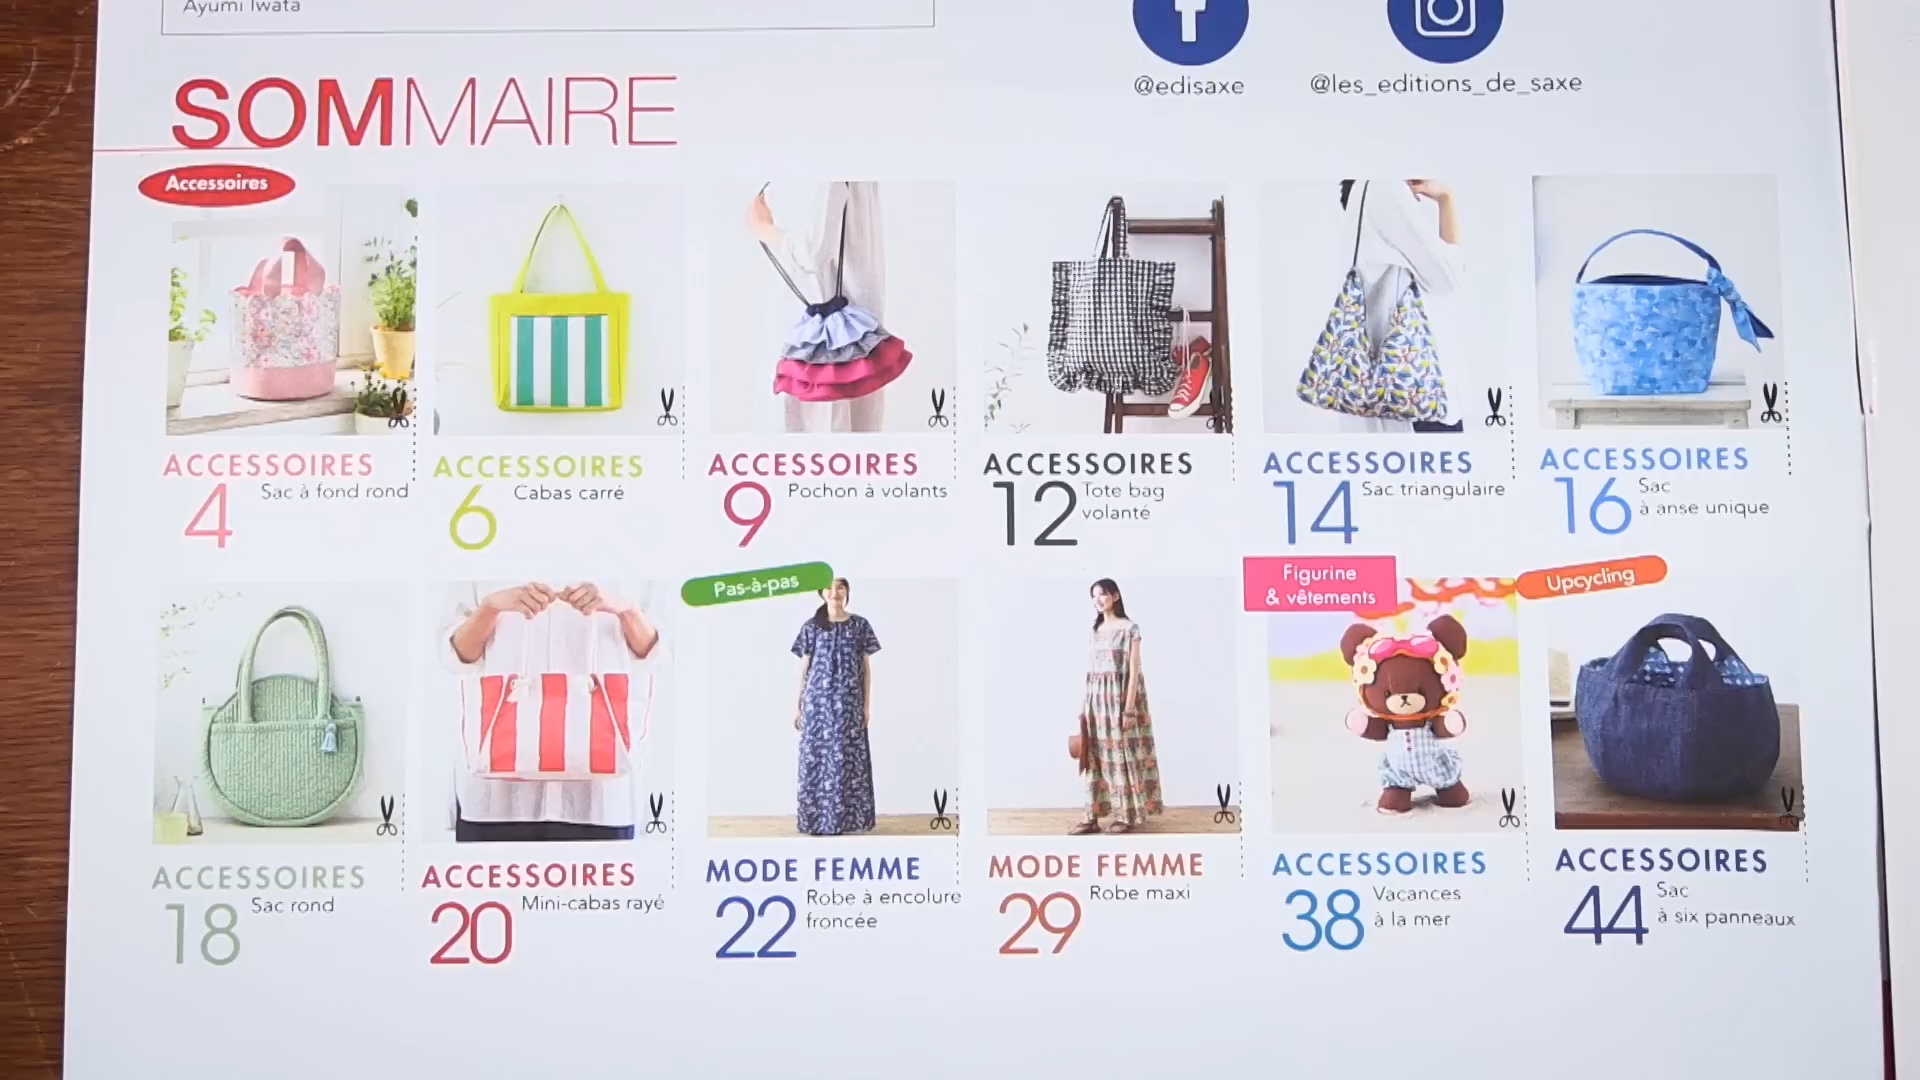 Ayumi Iwata
@edisaxe
@les_editions_de_saxe
SOMMAIRE
Accessoires
ACCESSOIRES
4 Sac à fond rond
ACCESSOIRES
6 Cabas carré
ACCESSOIRES
9 Pochon à volants
ACCESSOIRES
12 Tote bag
volanté
ACCESSOIRES
14 Sac triangulaire
ACCESSOIRES
16 Sac
à anse unique
ACCESSOIRES
18 Sac rond
ACCESSOIRES
20 Mini-cabas rayé
Pas-à-pas
MODE FEMME
22 Robe à encolure
froncée
MODE FEMME
29 Robe maxi
Figurine
& vêtements
ACCESSOIRES
38 Vacances
à la mer
Upcycling
ACCESSOIRES
44 Sac
à six panneaux